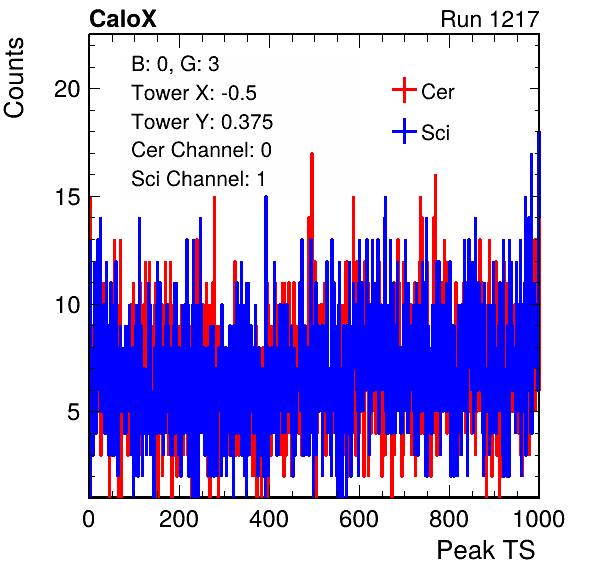 CaloX Run 1217
Counts
B: 0, G: 3
Tower X: -0.5
Tower Y: 0.375
Cer Channel: 0
Sci Channel: 1
Cer
Sci
20
15
10
5
0 200 400 600 800 1000
Peak TS